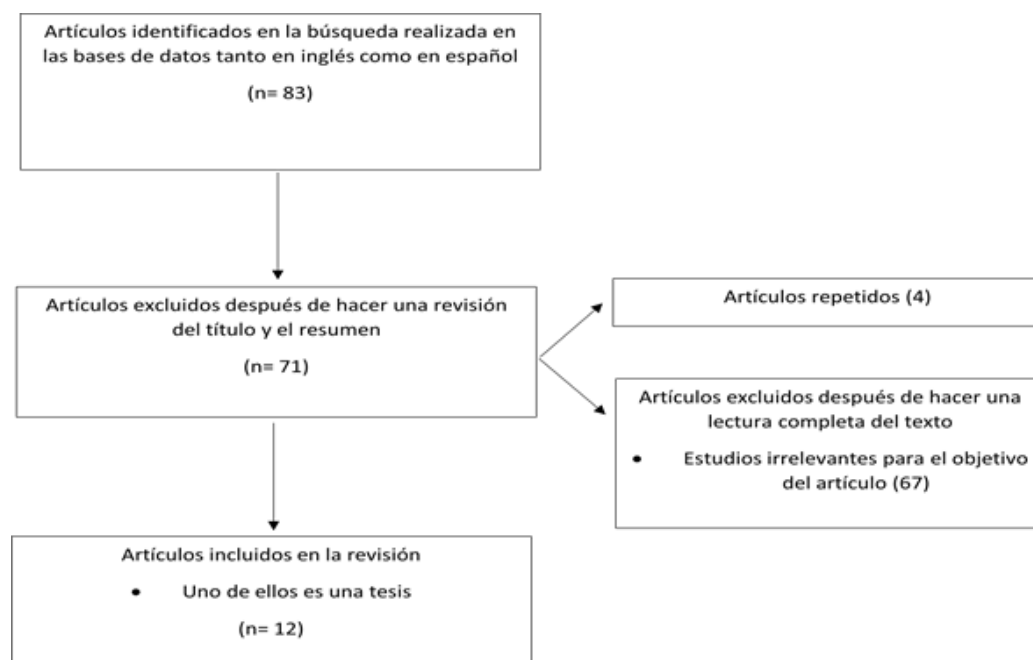 Artículos identificados en la búsqueda realizada en
las bases de datos tanto en inglés como en español
(n= 83)
Artículos excluidos después de hacer una revisión
del título y el resumen
(n= 71)
Artículos repetidos (4)
Artículos excluidos después de hacer una
lectura completa del texto
• Estudios irrelevantes para el objetivo
del artículo (67)
Artículos incluidos en la revisión
• Uno de ellos es una tesis
(n= 12)